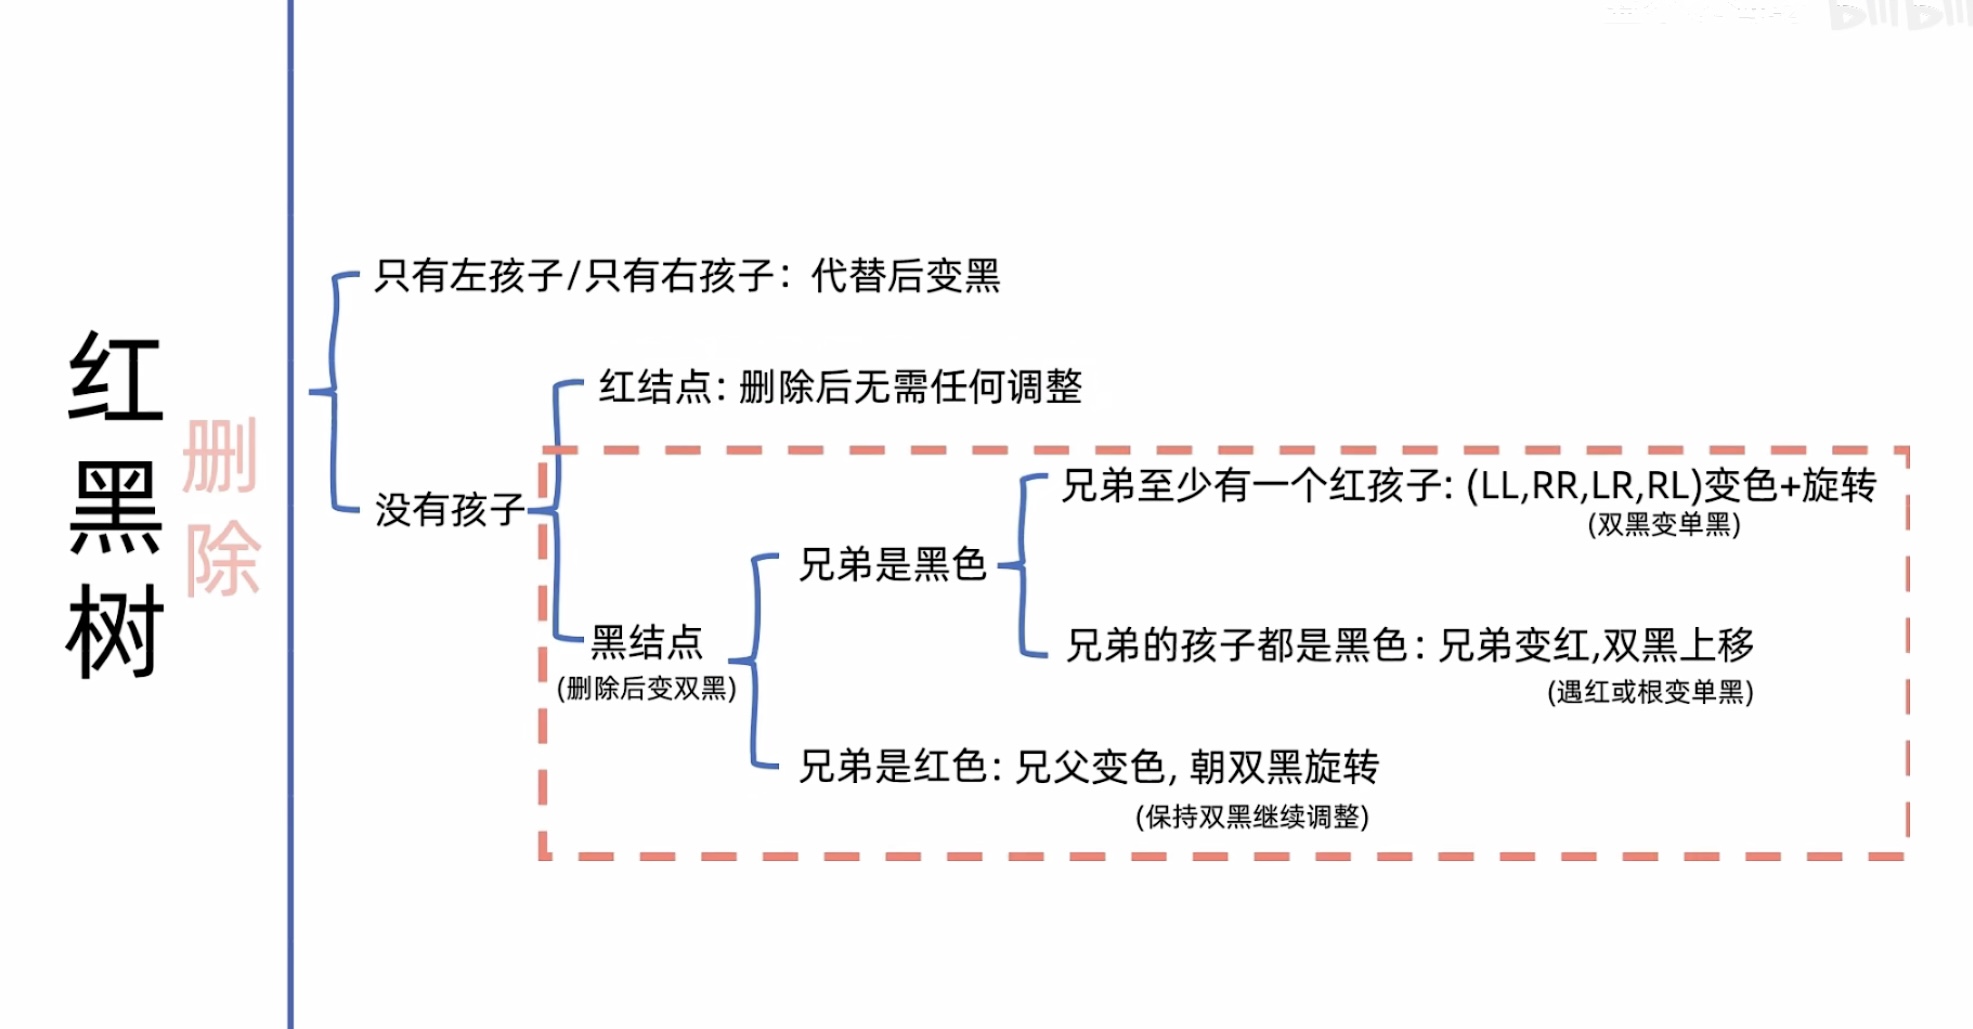 红黑树
删除
只有左孩子/只有右孩子：代替后变黑
红结点：删除后无需任何调整
没有孩子
兄弟至少有一个红孩子：(LL,RR,LR,RL)变色+旋转
(双黑变单黑)
兄弟是黑色
黑结点
(删除后变双黑)
兄弟的孩子都是黑色：兄弟变红,双黑上移
(遇红或根变单黑)
兄弟是红色：兄父变色, 朝双黑旋转
(保持双黑继续调整)